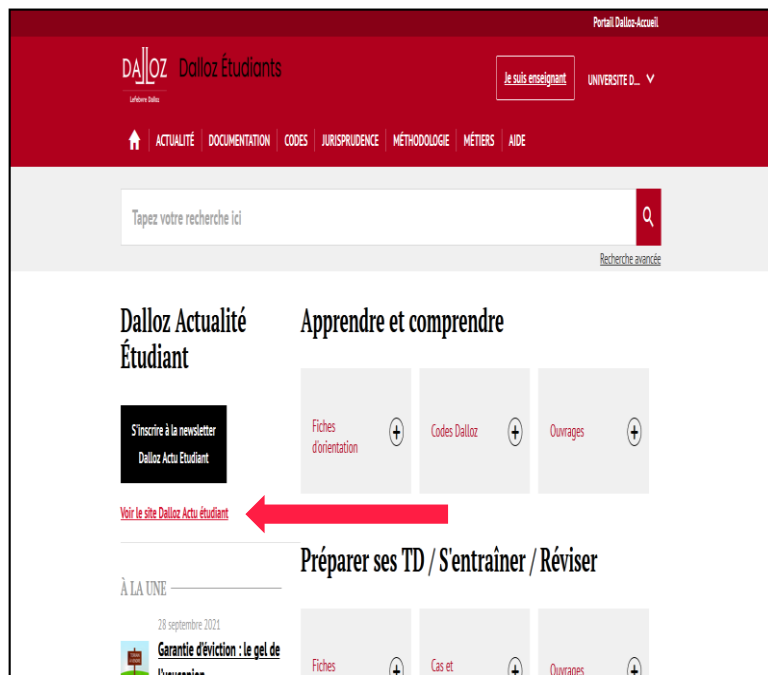 Portail Dalloz-Accueil
DALLOZ Dalloz Étudiants
Lefebvre Dalloz
Je suis enseignant
UNIVERSITE D...
ACTUALITÉ DOCUMENTATION CODES JURISPRUDENCE MÉTHODOLOGIE MÉTIERS AIDE
Tapez votre recherche ici
Recherche avancée
Dalloz Actualité
Étudiant
S'inscrire à la newsletter
Dalloz Actu Etudiant
Voir le site Dalloz Actu étudiant
À LA UNE
28 septembre 2021
Garantie d'éviction : le gel de
l'usucapion
Apprendre et comprendre
Fiches
d'orientation
Codes Dalloz
Ouvrages
Préparer ses TD / S'entraîner / Réviser
Fiches
Cas et
Ouvrages